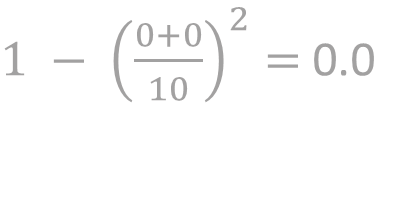 1 − ((0+0)/10)² = 0.0